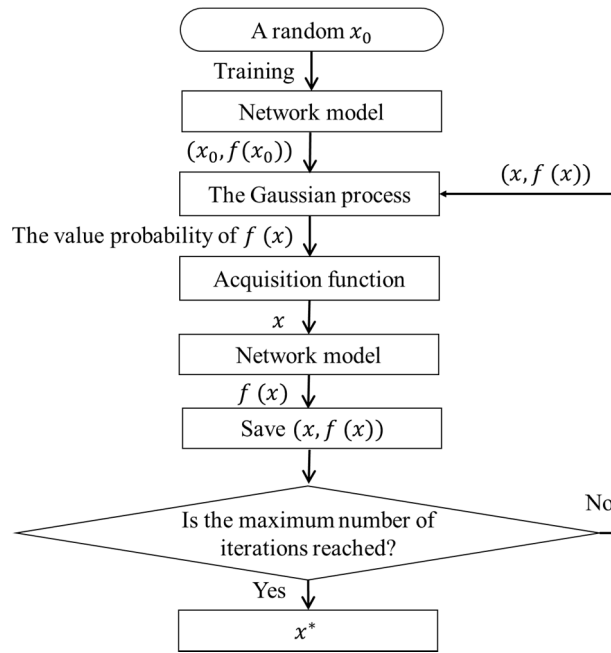 A random x₀
Training
Network model
(x₀, f(x₀))
The Gaussian process
(x, f (x))
The value probability of f (x)
Acquisition function
x
Network model
f (x)
Save (x, f (x))
Is the maximum number of
iterations reached?
No
Yes
x*